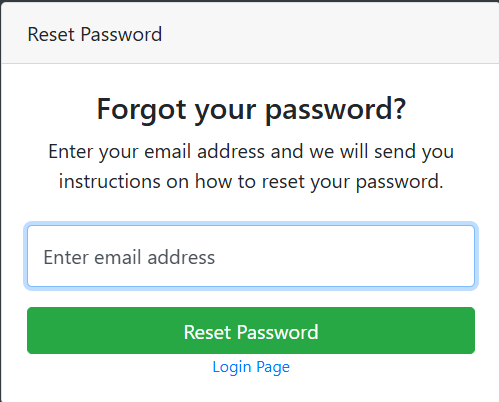 Reset Password
Forgot your password?
Enter your email address and we will send you
instructions on how to reset your password.
Enter email address
Reset Password
Login Page